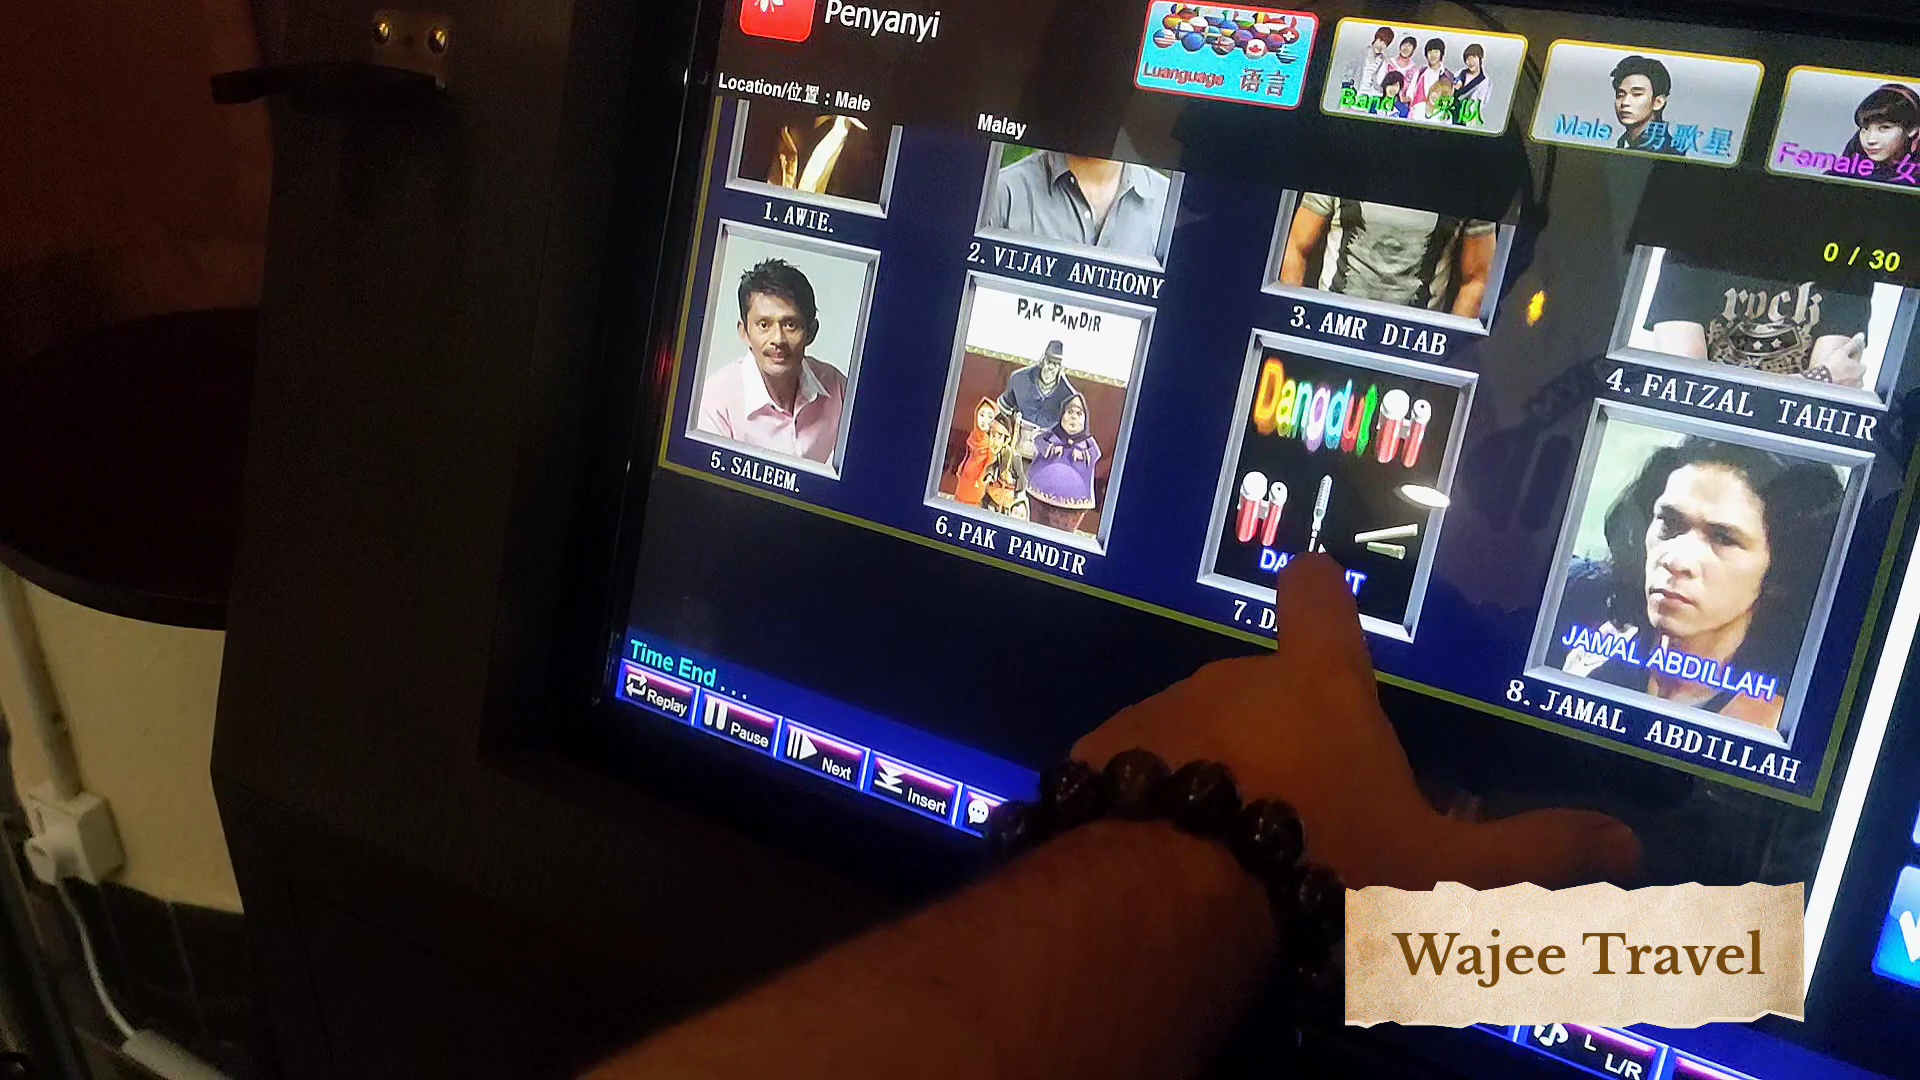 Penyanyi
Location/位置 : Male
Luanguage 语言
Band 乐队
Male 男歌星
Female 女
Malay
0 / 30
1. AWIE.
2. VIJAY ANTHONY
3. AMR DIAB
rock
4. FAIZAL TAHIR
5. SALEEM.
PAK PANDIR
6. PAK PANDIR
Dangdut
7.
JAMAL ABDILLAH
8. JAMAL ABDILLAH
Time End . . .
Replay
Pause
Next
Insert
L
L/R
Wajee Travel